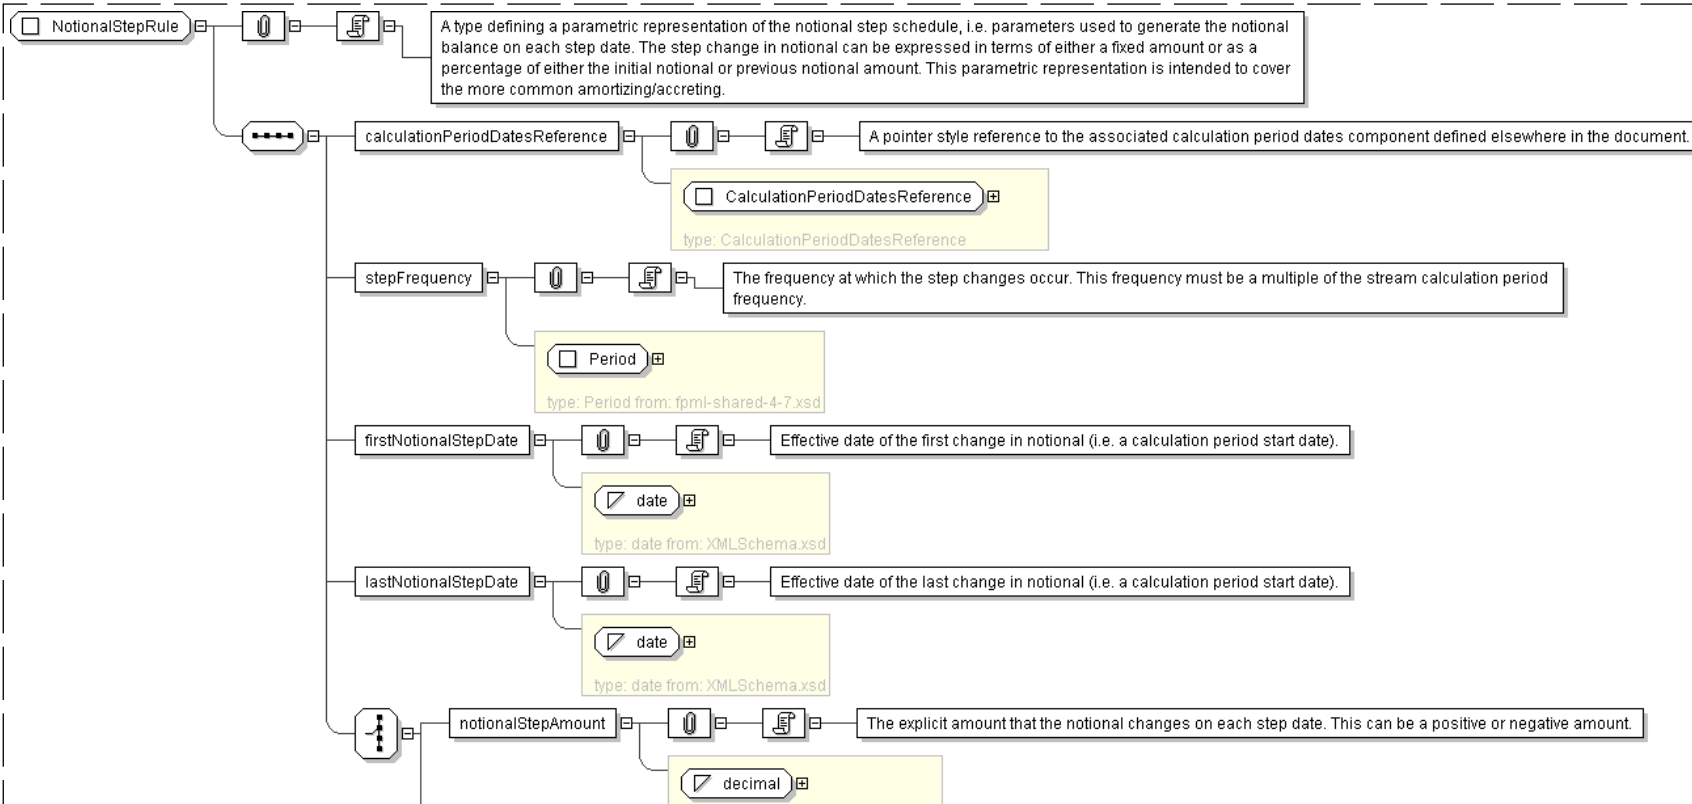 NotionalStepRule
A type defining a parametric representation of the notional step schedule, i.e. parameters used to generate the notional
balance on each step date. The step change in notional can be expressed in terms of either a fixed amount or as a
percentage of either the initial notional or previous notional amount. This parametric representation is intended to cover
the more common amortizing/accreting.
calculationPeriodDatesReference
A pointer style reference to the associated calculation period dates component defined elsewhere in the document.
CalculationPeriodDatesReference
type: CalculationPeriodDatesReference
stepFrequency
The frequency at which the step changes occur. This frequency must be a multiple of the stream calculation period
frequency.
Period
type: Period from: fpml-shared-4-7.xsd
firstNotionalStepDate
Effective date of the first change in notional (i.e. a calculation period start date).
date
type: date from: XMLSchema.xsd
lastNotionalStepDate
Effective date of the last change in notional (i.e. a calculation period start date).
date
type: date from: XMLSchema.xsd
notionalStepAmount
The explicit amount that the notional changes on each step date. This can be a positive or negative amount.
decimal